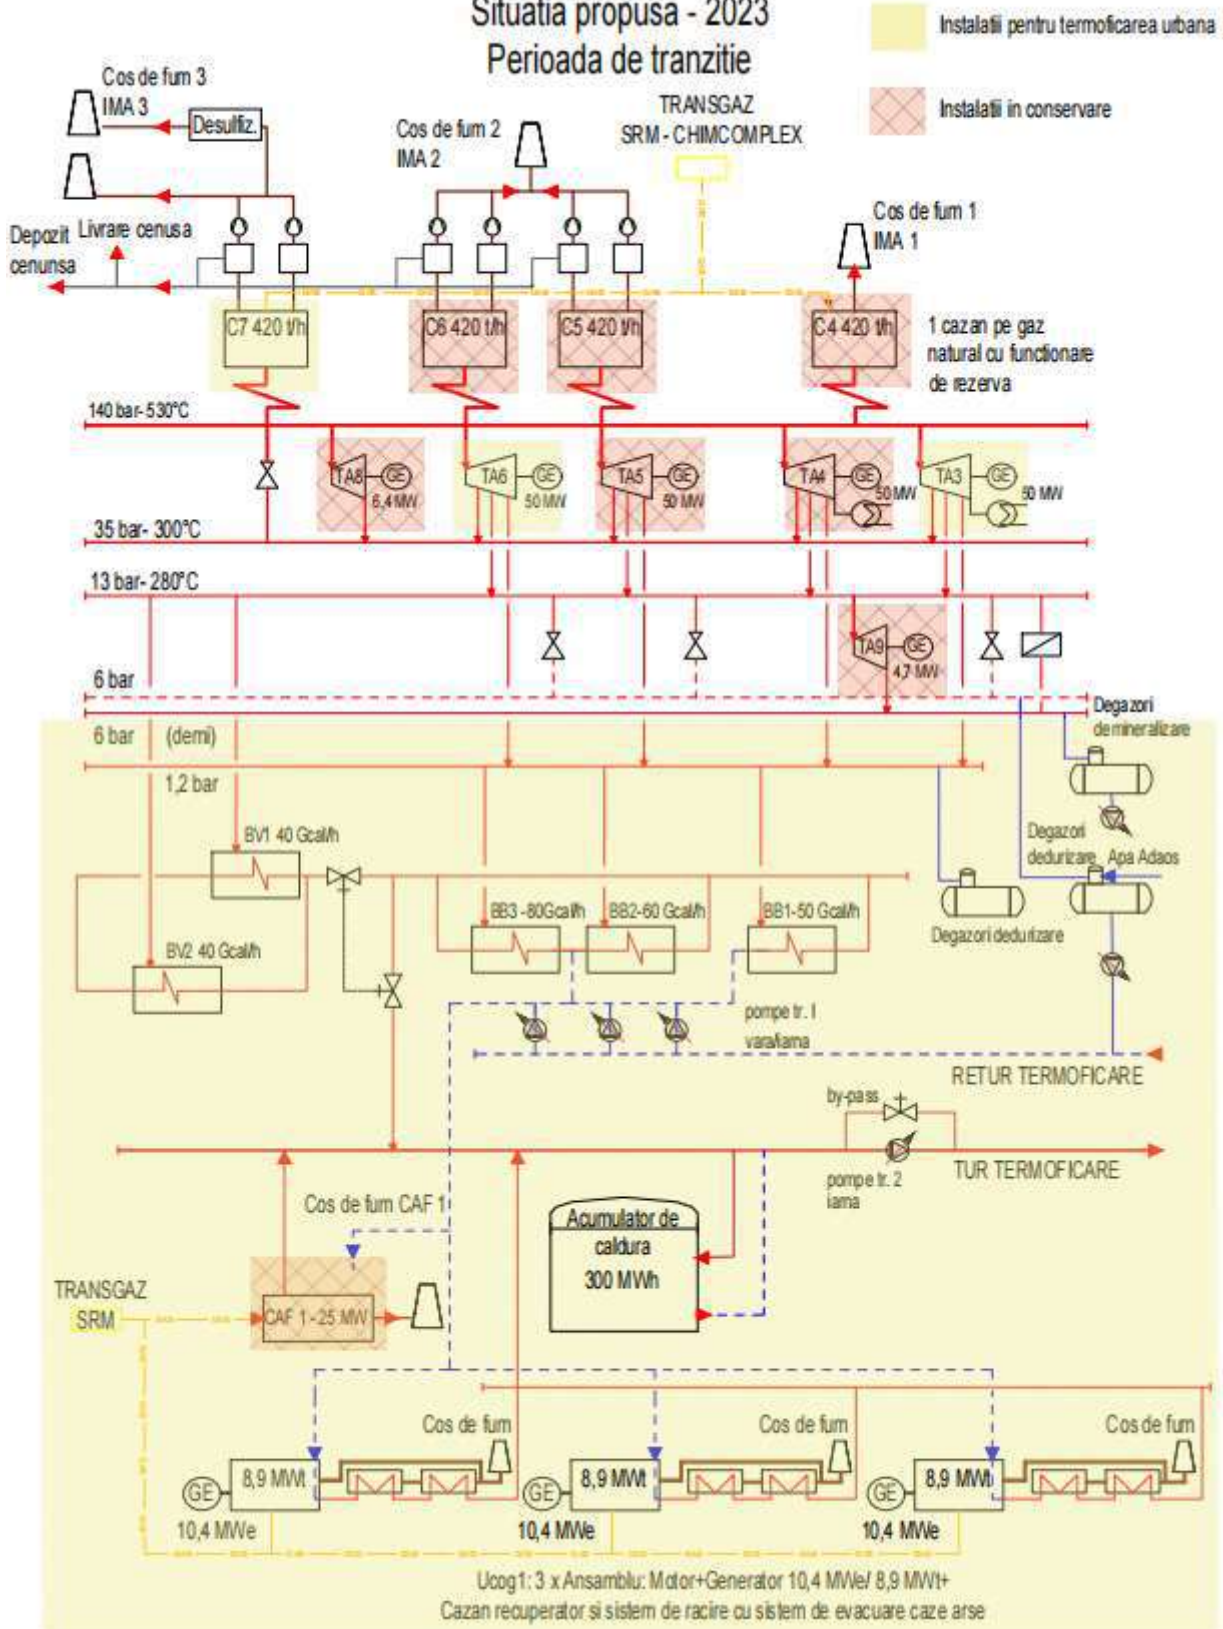 Situatia propusa - 2023
Perioada de tranzitie
Instalatii pentru termoficarea urbana
Instalatii in conservare
Cos de fum 3
IMA 3
Desulfiz.
Cos de fum 2
IMA 2
TRANSGAZ
SRM - CHIMCOMPLEX
Cos de fum 1
IMA 1
Depozit
cenunsa
Livrare cenusa
C7 420 t/h
C6 420 t/h
C5 420 t/h
C4 420 t/h
1 cazan pe gaz
natural cu functionare
de rezerva
140 bar- 530°C
TA8
GE
6,4 MW
TA6
GE
50 MW
TA5
GE
50 MW
TA4
GE
50 MW
TA3
GE
50 MW
35 bar- 300°C
13 bar- 280°C
TA9
GE
4,7 MW
6 bar
6 bar (demi)
1,2 bar
Degazori
demineralizare
BV1 40 Gcal/h
BV2 40 Gcal/h
BB3 -80Gcal/h
BB2-60 Gcal/h
BB1-50 Gcal/h
Degazori
dedurizare
Apa Adaos
Degazori dedurizare
pompe tr. I
vara/iarna
RETUR TERMOFICARE
by-pass
pompe tr. 2
iarna
TUR TERMOFICARE
Cos de fum CAF 1
Acumulator de
caldura
300 MWh
TRANSGAZ
SRM
CAF 1 - 25 MW
Cos de fum
Cos de fum
Cos de fum
8,9 MWt
GE
10,4 MWe
8,9 MWt
GE
10,4 MWe
8,9 MWt
GE
10,4 MWe
Ucog1: 3 x Ansamblu: Motor+Generator 10,4 MWe/ 8,9 MWt+
Cazan recuperator si sistem de racire cu sistem de evacuare caze arse